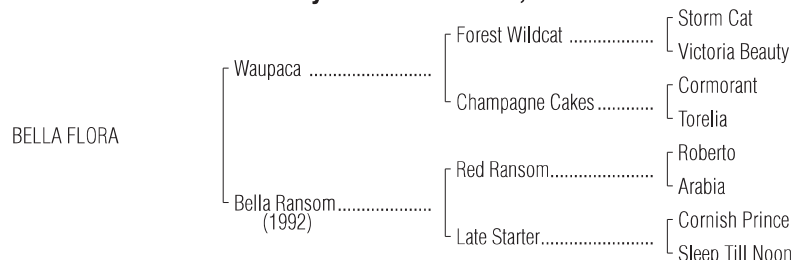 Storm Cat
Forest Wildcat ..................
Victoria Beauty
Waupaca ..........................
Cormorant
Champagne Cakes ............
Torelia
BELLA FLORA
Roberto
Red Ransom......................
Arabia
Bella Ransom....................
(1992)
Cornish Prince
Late Starter........................
Sleep Till Noon